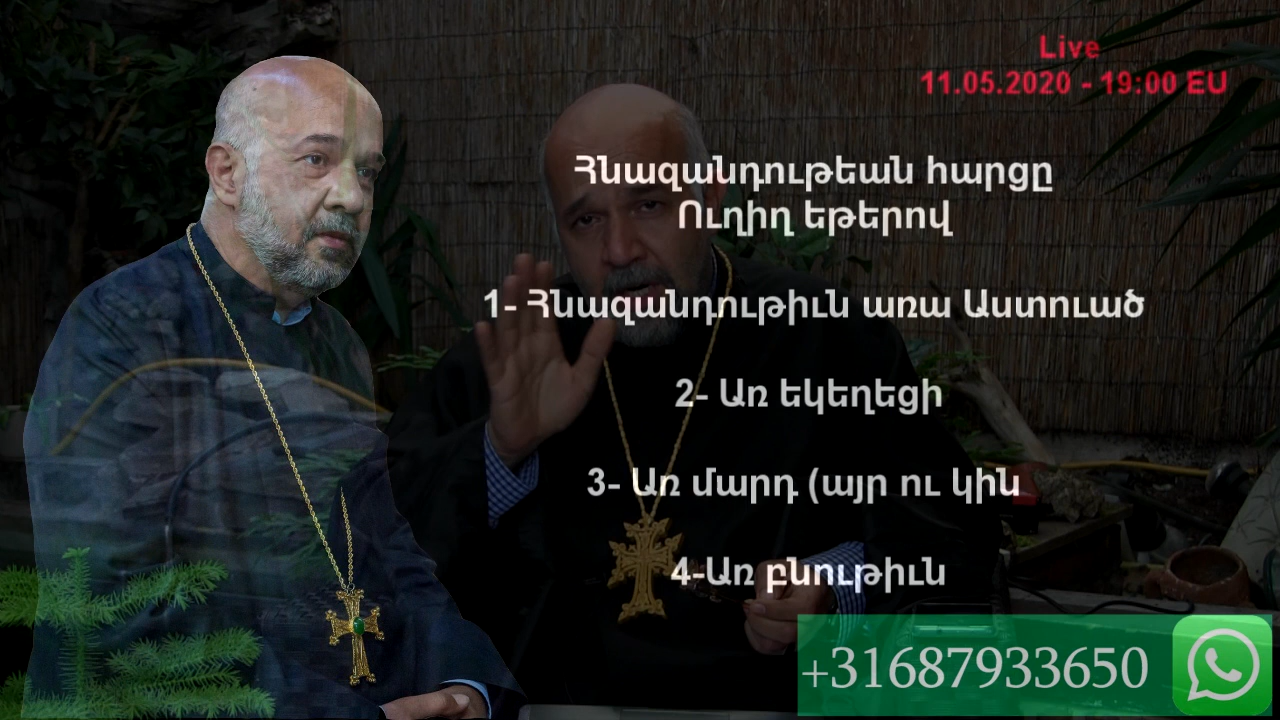 Live
11.05.2020 - 19:00 EU
Հնազանդութեան հարցը
Ուղիղ եթերով
1- Հնազանդութիւն առա Աստուած
2- Առ եկեղեցի
3- Առ մարդ (այր ու կին
4-Առ բնութիւն
+31687933650